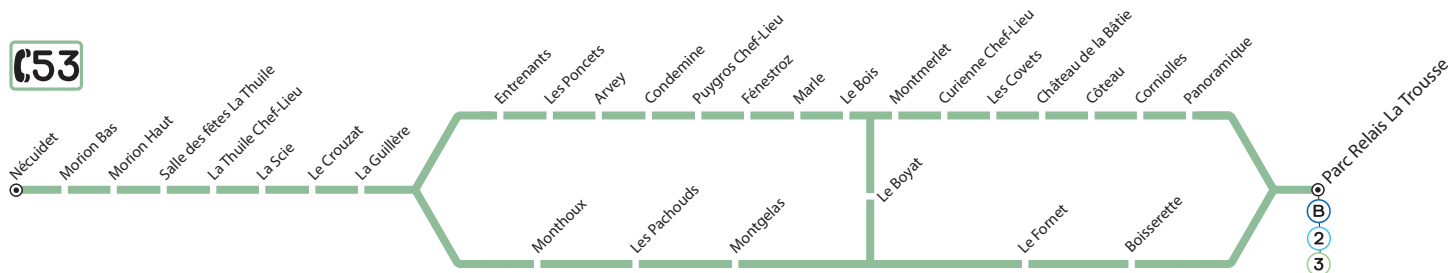 53
Nécuidet
Morion Bas
Morion Haut
Salle des fêtes La Thuile
La Thuile Chef-Lieu
La Scie
Le Crouzat
La Guillère
Entrenants
Les Poncets
Arvey
Condemine
Puygros Chef-Lieu
Fénestroz
Marle
Le Bois
Montmerlet
Curienne Chef-Lieu
Les Covets
Château de la Bâtie
Côteau
Corniolles
Panoramique
Le Boyat
Monthoux
Les Pachouds
Montgelas
Le Fornet
Boisserette
Parc Relais La Trousse
B
2
3